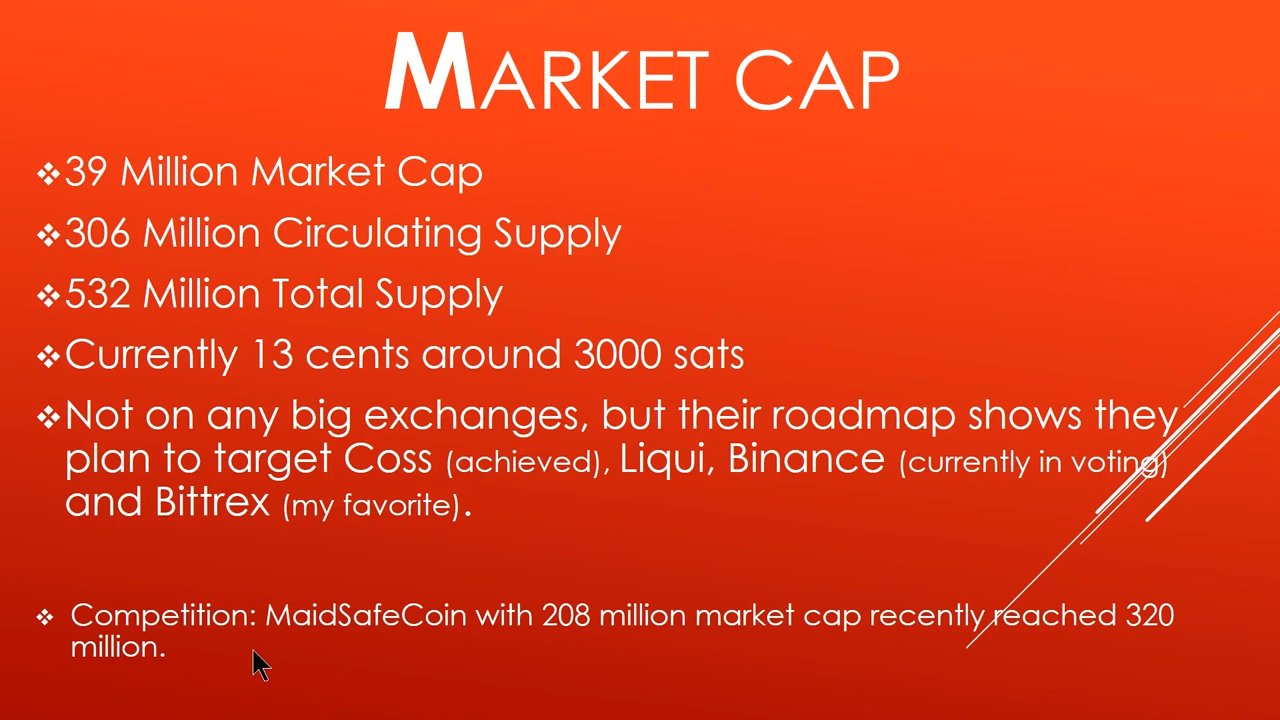 MARKET CAP
❖39 Million Market Cap
❖306 Million Circulating Supply
❖532 Million Total Supply
❖Currently 13 cents around 3000 sats
❖Not on any big exchanges, but their roadmap shows they
plan to target Coss (achieved), Liqui, Binance (currently in voting)
and Bittrex (my favorite).
❖ Competition: MaidSafeCoin with 208 million market cap recently reached 320
million.